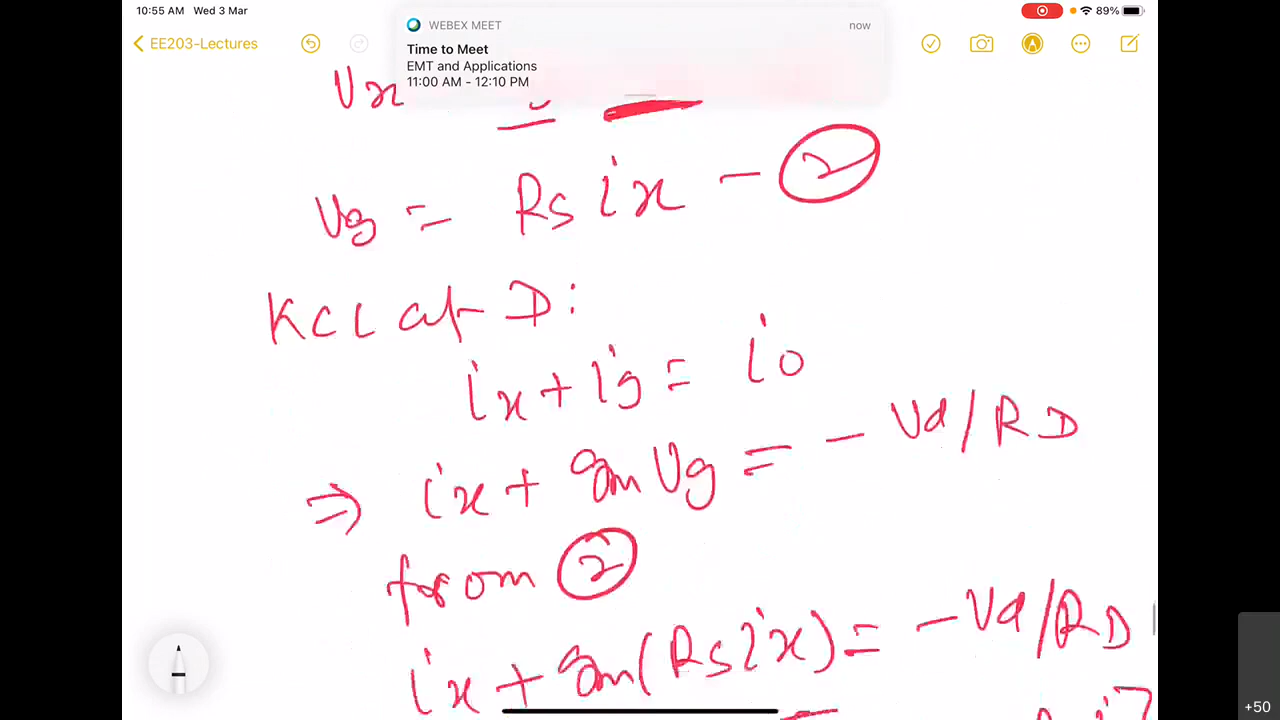 10:55 AM Wed 3 Mar
89%
WEBEX MEET
now
EE203-Lectures
Time to Meet
EMT and Applications
11:00 AM - 12:10 PM
Vx
Vg = Rs ix - 2
KCL at D:
ix + ig = io
⇒ ix + gm Vg = - Vd/RD
from 2
ix + gm(Rs ix) = -Vd/RD
+50